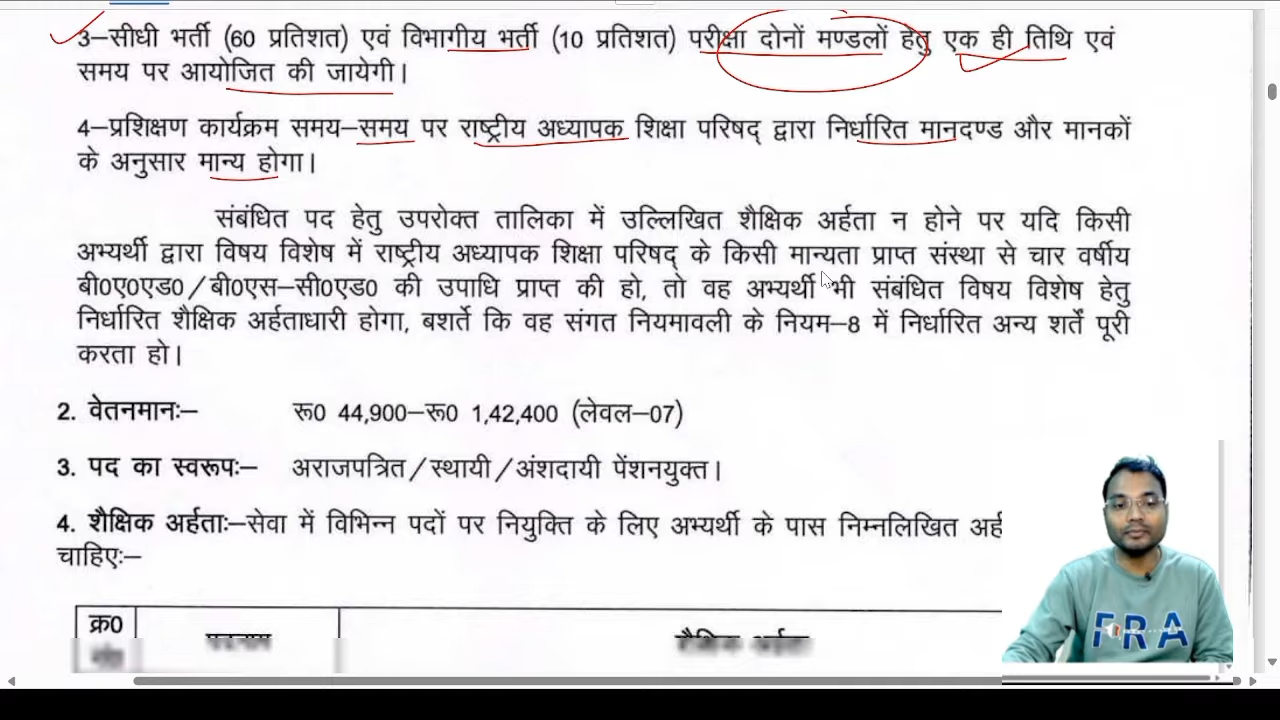 3–सीधी भर्ती (60 प्रतिशत) एवं विभागीय भर्ती (10 प्रतिशत) परीक्षा दोनों मण्डलों हेतु एक ही तिथि एवं
समय पर आयोजित की जायेगी।
4–प्रशिक्षण कार्यक्रम समय–समय पर राष्ट्रीय अध्यापक शिक्षा परिषद् द्वारा निर्धारित मानदण्ड और मानकों
के अनुसार मान्य होगा।
संबंधित पद हेतु उपरोक्त तालिका में उल्लिखित शैक्षिक अर्हता न होने पर यदि किसी
अभ्यर्थी द्वारा विषय विशेष में राष्ट्रीय अध्यापक शिक्षा परिषद् के किसी मान्यता प्राप्त संस्था से चार वर्षीय
बी0ए0एड0/बी0एस–सी0एड0 की उपाधि प्राप्त की हो, तो वह अभ्यर्थी भी संबंधित विषय विशेष हेतु
निर्धारित शैक्षिक अर्हताधारी होगा, बशर्ते कि वह संगत नियमावली के नियम–8 में निर्धारित अन्य शर्तें पूरी
करता हो।
2. वेतनमानः– रू0 44,900–रू0 1,42,400 (लेवल–07)
3. पद का स्वरूपः– अराजपत्रित/स्थायी/अंशदायी पेंशनयुक्त।
4. शैक्षिक अर्हताः–सेवा में विभिन्न पदों पर नियुक्ति के लिए अभ्यर्थी के पास निम्नलिखित
चाहिएः–
क्र0 पदनाम शैक्षिक अर्हता
FRA